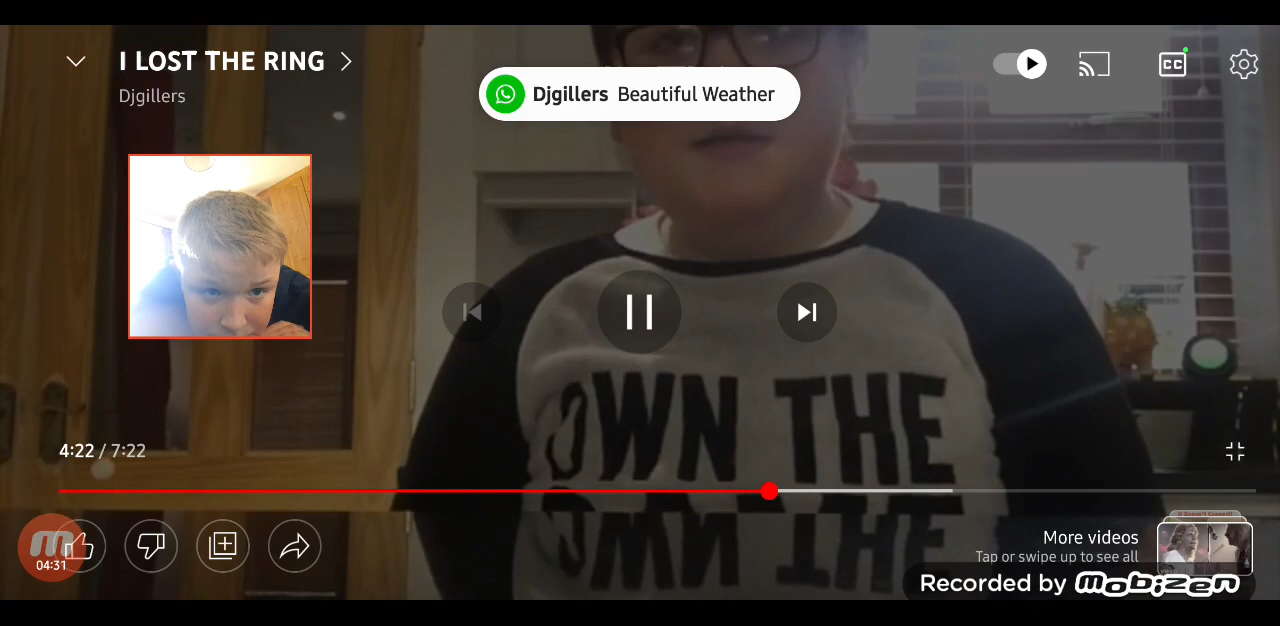 I LOST THE RING
Djgillers
Djgillers Beautiful Weather
CC
OWN THE
OWN THE
4:22 / 7:22
04:31
More videos
Tap or swipe up to see all
Recorded by mobizen